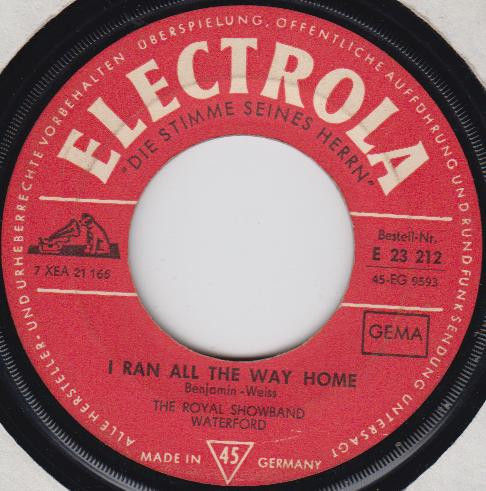 ALLE HERSTELLER- UND URHEBERRECHTE VORBEHALTEN. ÜBERSPIELUNG, ÖFFENTLICHE AUFFÜHRUNG UND RUNDFUNKSENDUNG UNTERSAGT
ELECTROLA
"DIE STIMME SEINES HERRN"
Bestell-Nr.
E 23 212
7 XEA 21 166
45-EG 9593
GEMA
I RAN ALL THE WAY HOME
Benjamin-Weiss
THE ROYAL SHOWBAND
WATERFORD
MADE IN 45 GERMANY